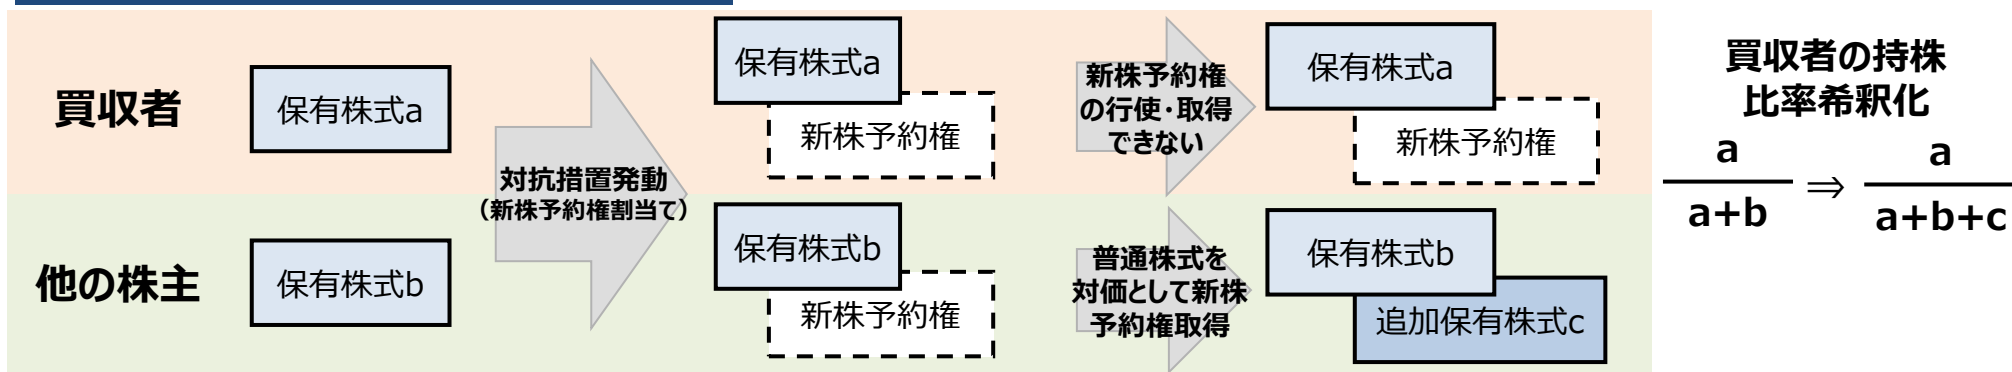 買収者
保有株式a
対抗措置発動
(新株予約権割当て)
保有株式a
新株予約権
新株予約権
の行使・取得
できない
保有株式a
新株予約権
他の株主
保有株式b
保有株式b
新株予約権
普通株式を
対価として新株
予約権取得
保有株式b
追加保有株式c
買収者の持株
比率希釈化
a
a+b
⇒
a
a+b+c